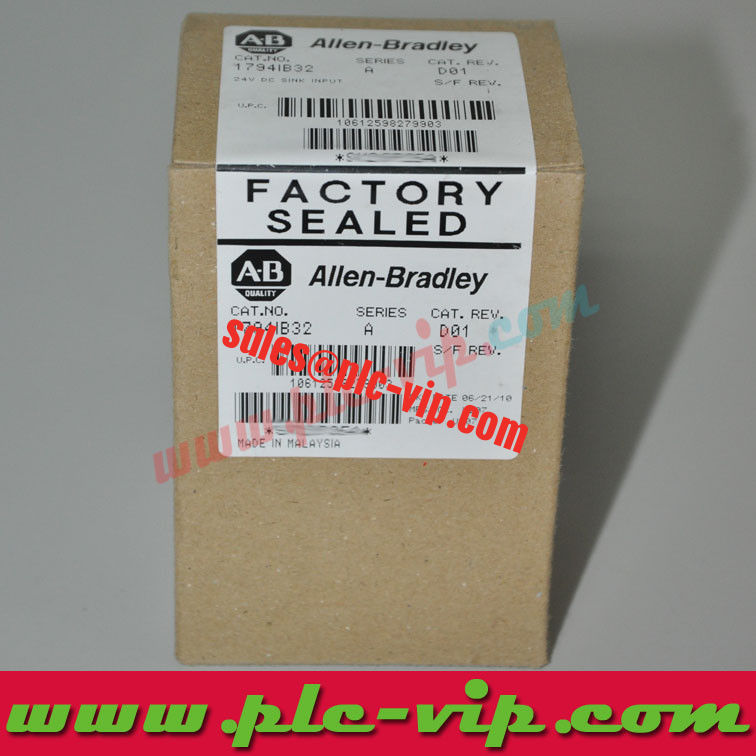 A-B QUALITY Allen-Bradley
CAT.NO. SERIES CAT. REV.
1794IB32 A D01
24V DC SINK INPUT S/F REV.
U.P.C.
10612598279903
FACTORY
SEALED
A-B QUALITY Allen-Bradley
CAT.NO. SERIES CAT. REV.
1794IB32 A D01
S/F REV.
U.P.C.
sales@plc-vip.com
www.plc-vip.com
06/21/10
MADE IN MALAYSIA
www.plc-vip.com